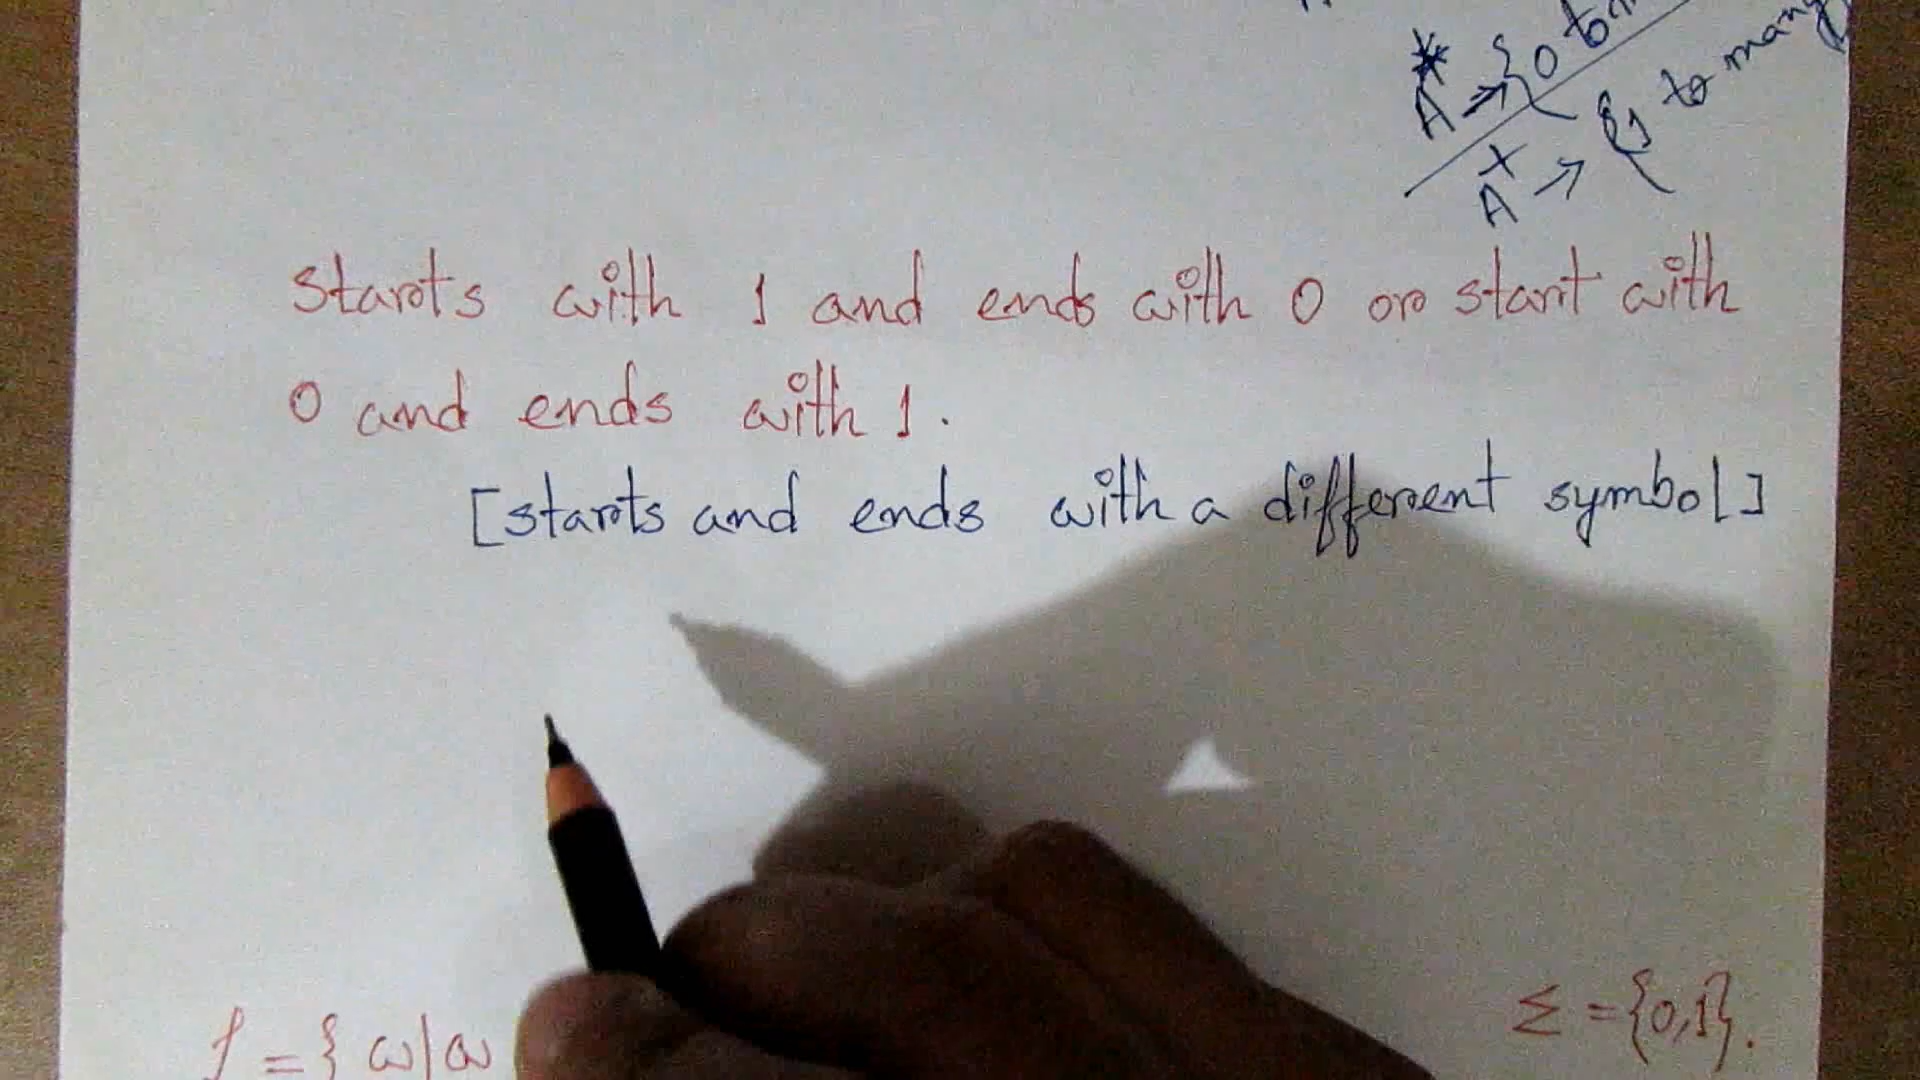 *
A → { 0 to
+
A → { 1 to many
Starts with 1 and ends with 0 or start with
0 and ends with 1.
[starts and ends with a different symbol]
Σ = {0,1}.
L = { w | w